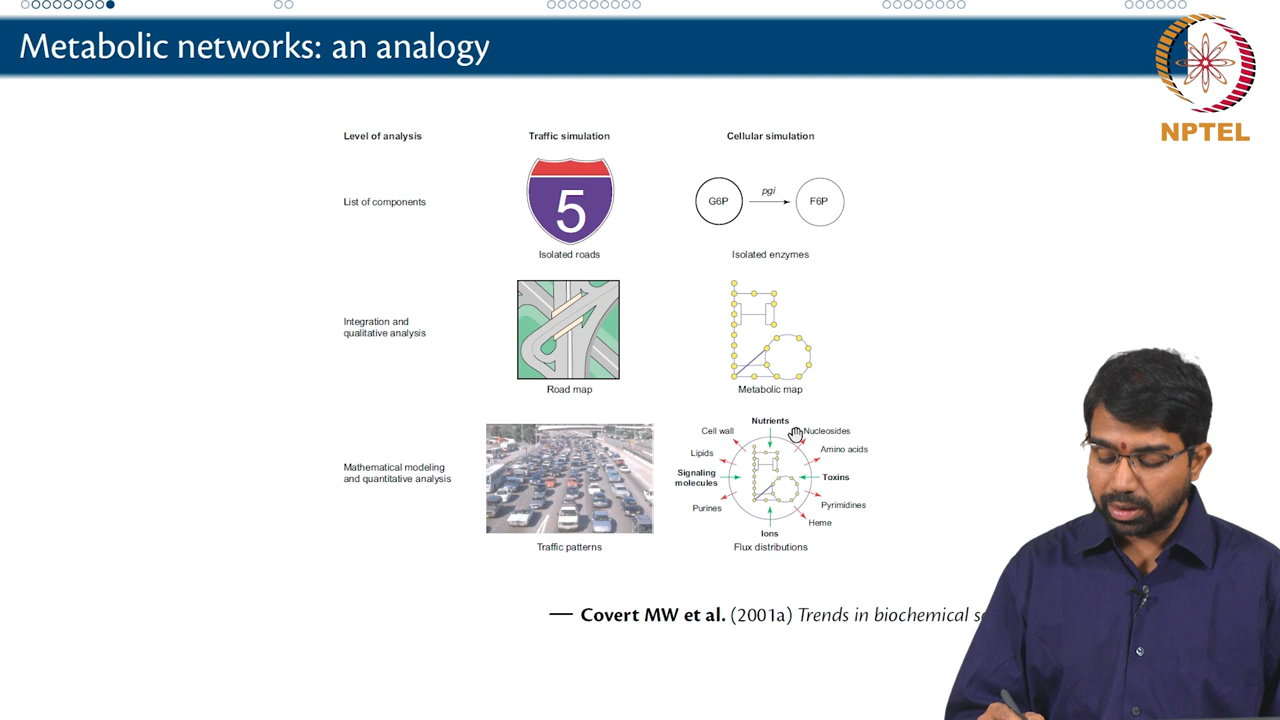 Metabolic networks: an analogy
NPTEL
Level of analysis
Traffic simulation
Cellular simulation
List of components
5
G6P
pgi
F6P
Isolated roads
Isolated enzymes
Integration and
qualitative analysis
Road map
Metabolic map
Mathematical modeling
and quantitative analysis
Nutrients
Cell wall
Nucleosides
Lipids
Amino acids
Signaling
molecules
Toxins
Purines
Pyrimidines
Heme
Ions
Traffic patterns
Flux distributions
— Covert MW et al. (2001a) Trends in biochemical